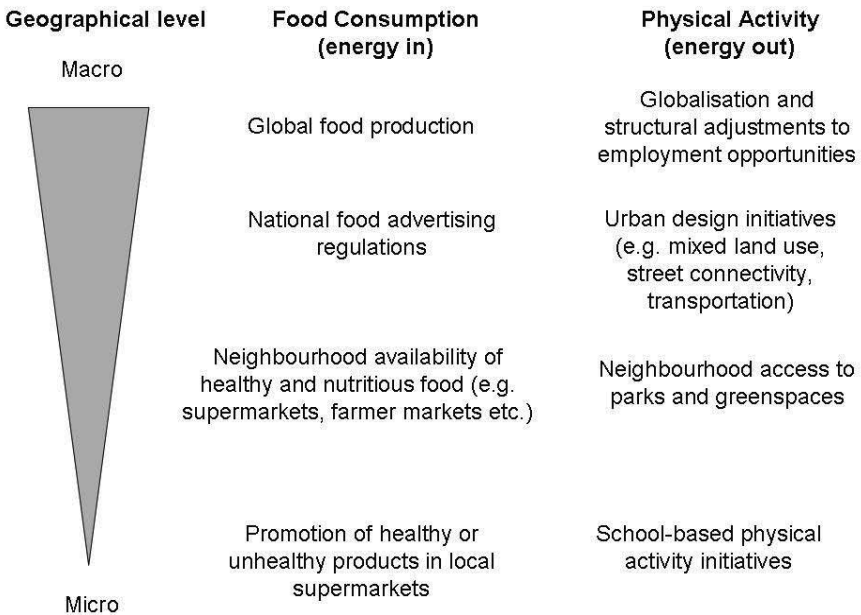 Geographical level
Macro
Food Consumption
(energy in)
Physical Activity
(energy out)
Global food production
Globalisation and
structural adjustments to
employment opportunities
National food advertising
regulations
Urban design initiatives
(e.g. mixed land use,
street connectivity,
transportation)
Neighbourhood availability of
healthy and nutritious food (e.g.
supermarkets, farmer markets etc.)
Neighbourhood access to
parks and greenspaces
Promotion of healthy or
unhealthy products in local
supermarkets
School-based physical
activity initiatives
Micro